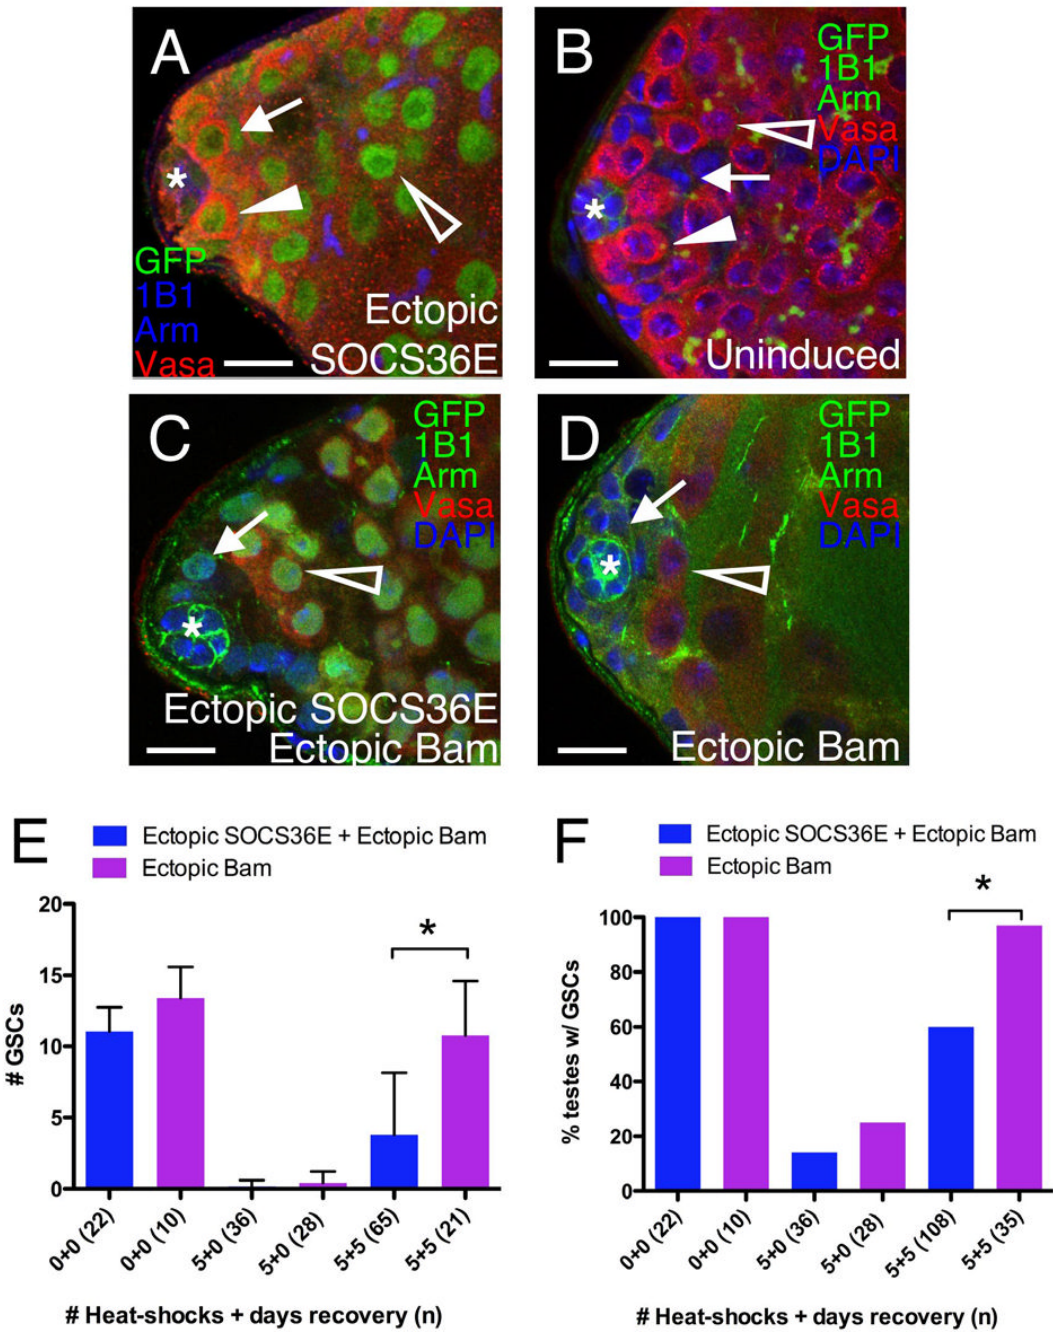 A
*
GFP
1B1
Arm
Vasa
Ectopic
SOCS36E
B
*
GFP
1B1
Arm
Vasa
DAPI
Uninduced
C
*
GFP
1B1
Arm
Vasa
DAPI
Ectopic SOCS36E
Ectopic Bam
D
*
GFP
1B1
Arm
Vasa
DAPI
Ectopic Bam
E
Ectopic SOCS36E + Ectopic Bam
Ectopic Bam
# GSCs
20
15
10
5
0
*
0+0 (22)
0+0 (10)
5+0 (36)
5+0 (28)
5+5 (65)
5+5 (21)
# Heat-shocks + days recovery (n)
F
Ectopic SOCS36E + Ectopic Bam
Ectopic Bam
% testes w/ GSCs
100
80
60
40
20
0
*
0+0 (22)
0+0 (10)
5+0 (36)
5+0 (28)
5+5 (108)
5+5 (35)
# Heat-shocks + days recovery (n)